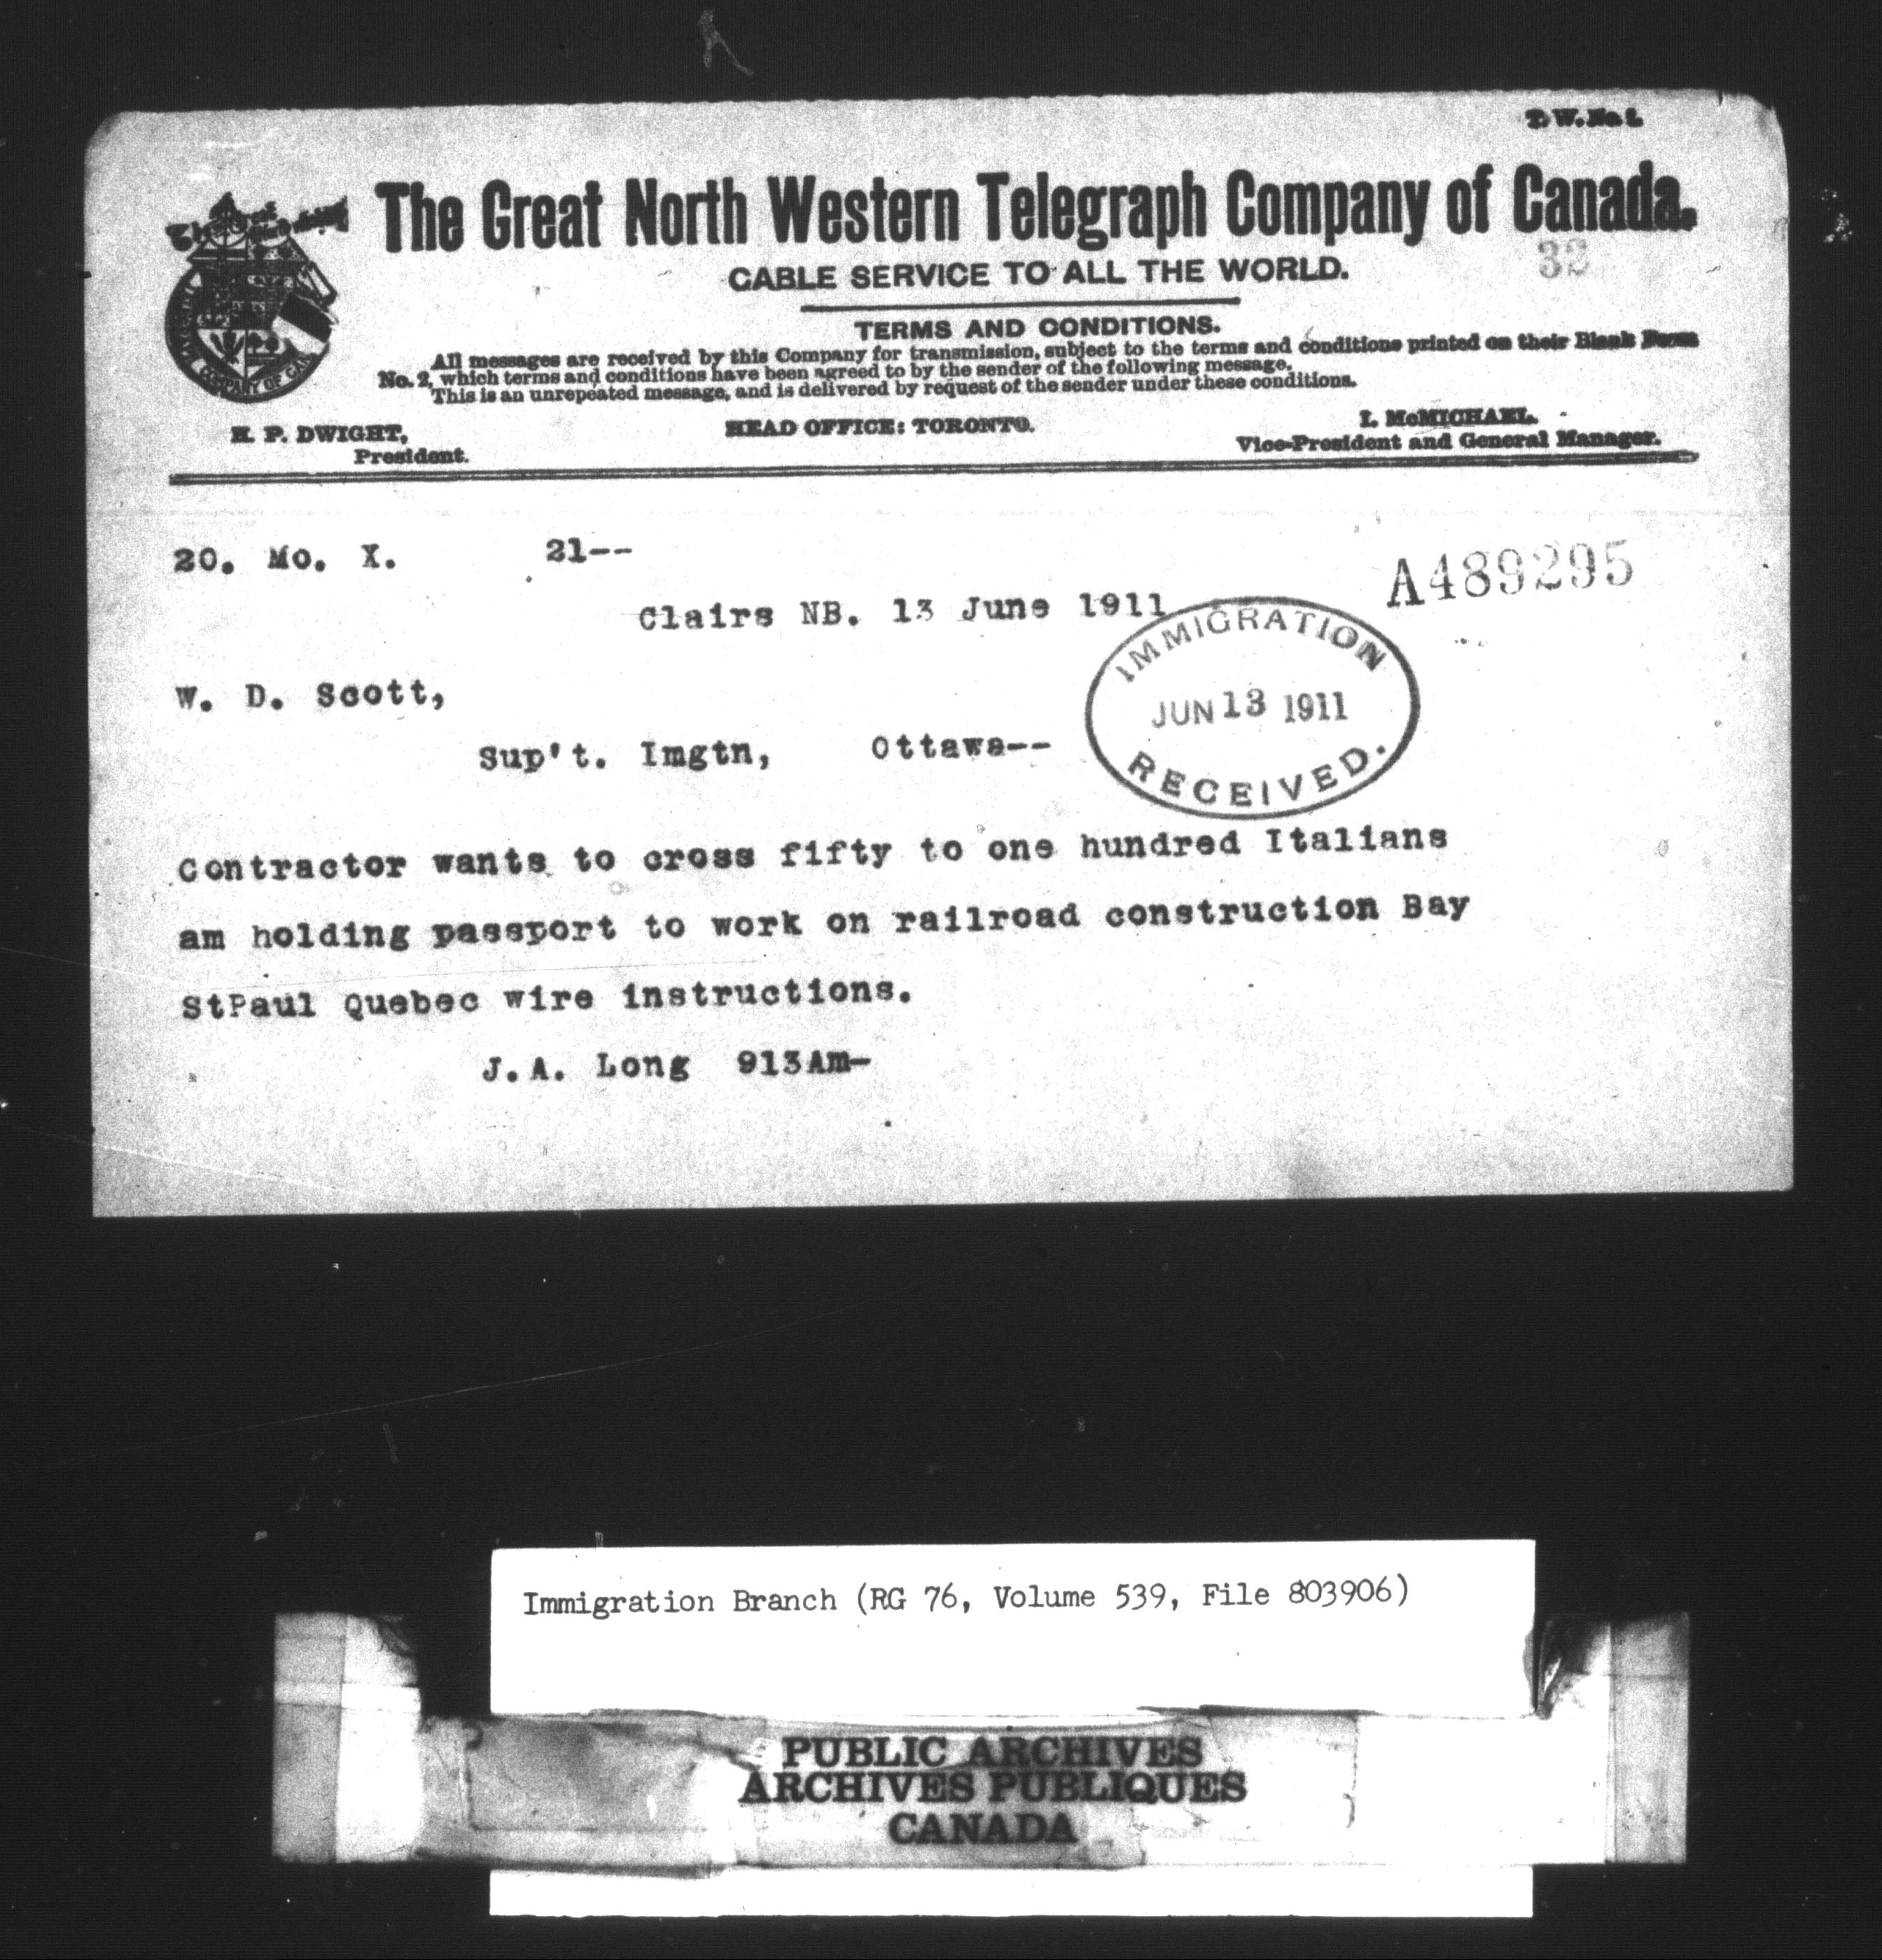 T. W. No. 1.
The Great North Western Telegraph Company of Canada.
CABLE SERVICE TO ALL THE WORLD.
TERMS AND CONDITIONS.
All messages are received by this Company for transmission, subject to the terms and conditions printed on their Blank Form
No. 2, which terms and conditions have been agreed to by the sender of the following message.
This is an unrepeated message, and is delivered by request of the sender under these conditions.
H. P. DWIGHT,
President.
HEAD OFFICE: TORONTO.
I. McMICHAEL.
Vice-President and General Manager.
20. Mo. X. 21--
A489295
Clairs NB. 13 June 1911
IMMIGRATION
JUN 13 1911
RECEIVED.
W. D. Scott,
Sup't. Imgtn, Ottawa--
Contractor wants to cross fifty to one hundred Italians
am holding passport to work on railroad construction Bay
StPaul Quebec wire instructions.
J.A. Long 913Am-
Immigration Branch (RG 76, Volume 539, File 803906)
PUBLIC ARCHIVES
ARCHIVES PUBLIQUES
CANADA